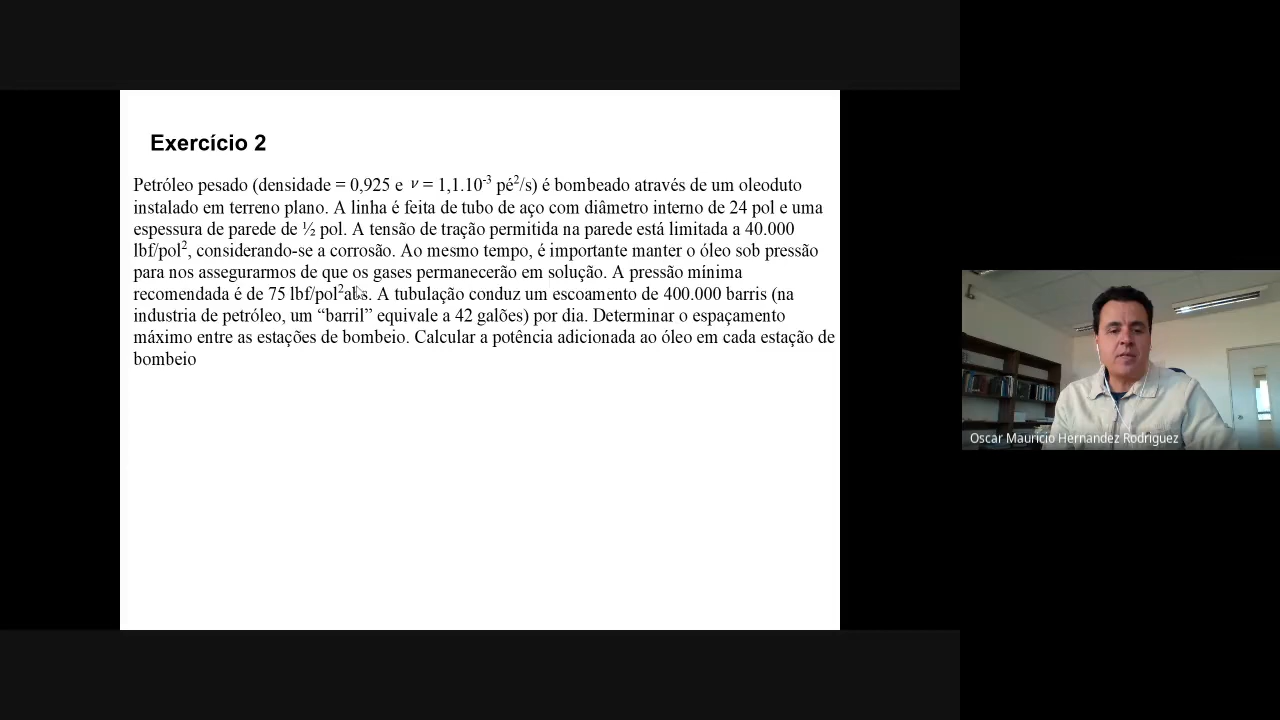 Exercício 2
Petróleo pesado (densidade = 0,925 e ν = 1,1.10⁻³ pé²/s) é bombeado através de um oleoduto
instalado em terreno plano. A linha é feita de tubo de aço com diâmetro interno de 24 pol e uma
espessura de parede de ½ pol. A tensão de tração permitida na parede está limitada a 40.000
lbf/pol², considerando-se a corrosão. Ao mesmo tempo, é importante manter o óleo sob pressão
para nos assegurarmos de que os gases permanecerão em solução. A pressão mínima
recomendada é de 75 lbf/pol²abs. A tubulação conduz um escoamento de 400.000 barris (na
industria de petróleo, um “barril” equivale a 42 galões) por dia. Determinar o espaçamento
máximo entre as estações de bombeio. Calcular a potência adicionada ao óleo em cada estação de
bombeio
Oscar Mauricio Hernandez Rodriguez